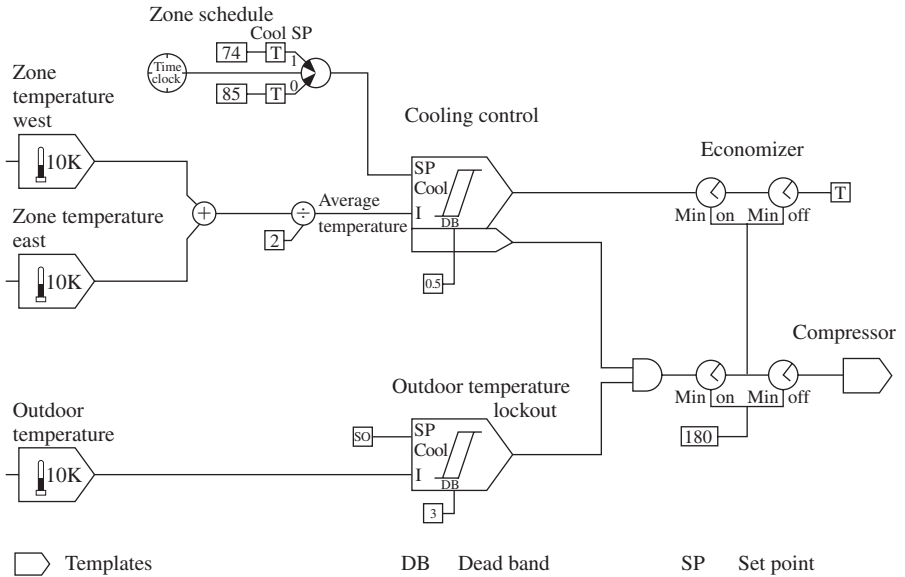 Zone schedule
Cool SP
74 T
1
Time
clock
85 T
0
Zone
temperature
west
10K
Cooling control
SP
Cool
I
DB
Economizer
T
Min on Min off
Zone temperature
east
10K
+
÷
Average
temperature
2
0.5
Compressor
Min on Min off
180
Outdoor temperature
lockout
SO
SP
Cool
I
DB
3
Outdoor
temperature
10K
Templates DB Dead band SP Set point